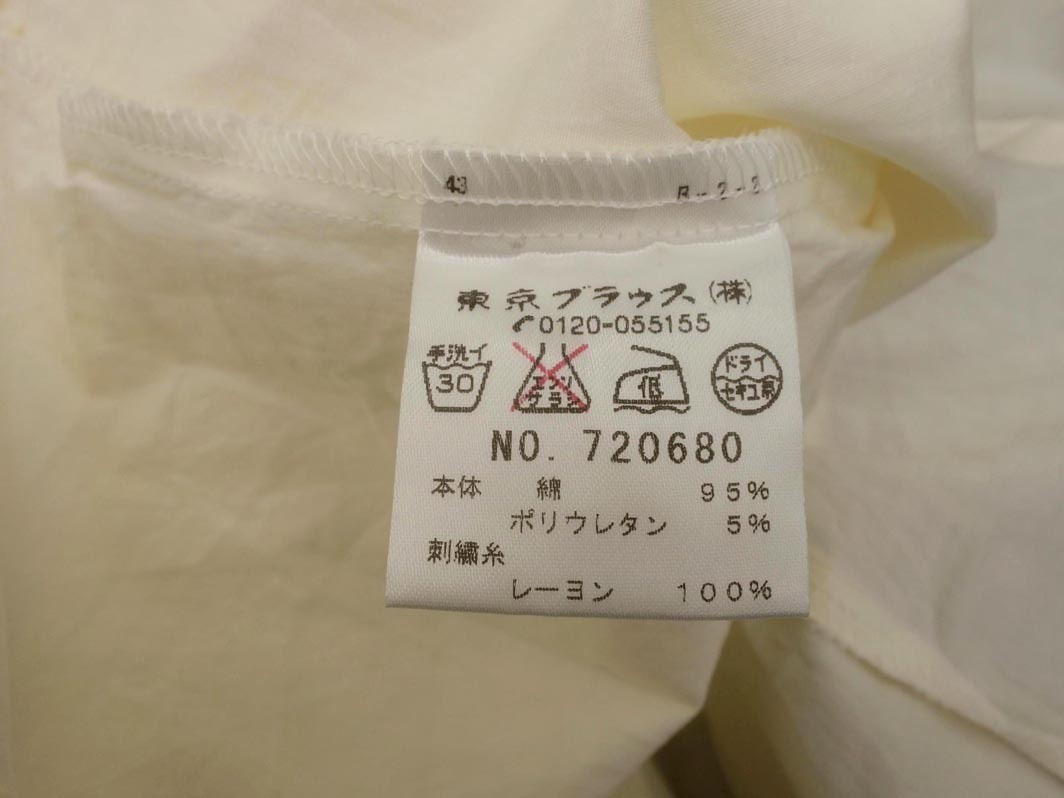 43 B-2-2
東京ブラウス(株)
0120-055155
手洗イ
30
エンソ
サラシ
低
ドライ
セキユ系
NO. 720680
本体 綿 95%
ポリウレタン 5%
刺繍糸
レーヨン 100%